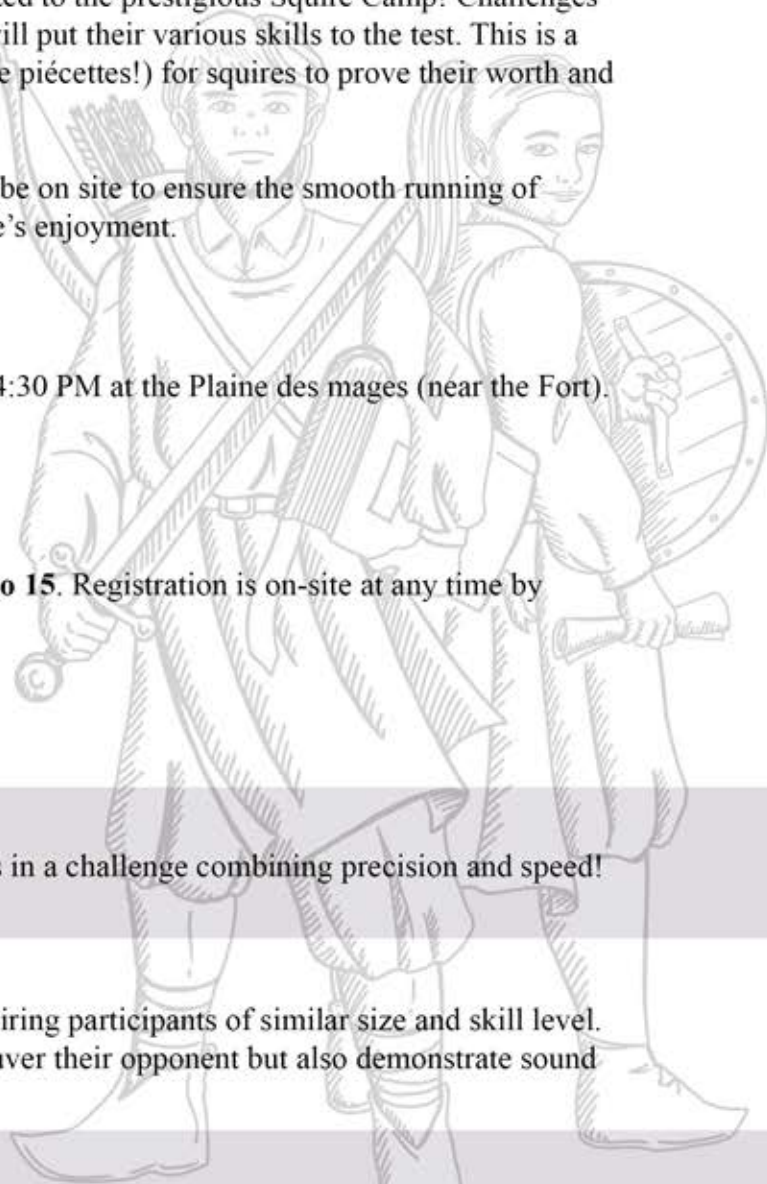 ted to the prestigious Squire Camp! Challenges
ill put their various skills to the test. This is a
e piécettes!) for squires to prove their worth and
be on site to ensure the smooth running of
e's enjoyment.
4:30 PM at the Plaine des mages (near the Fort).
o 15. Registration is on-site at any time by
s in a challenge combining precision and speed!
iring participants of similar size and skill level.
uver their opponent but also demonstrate sound